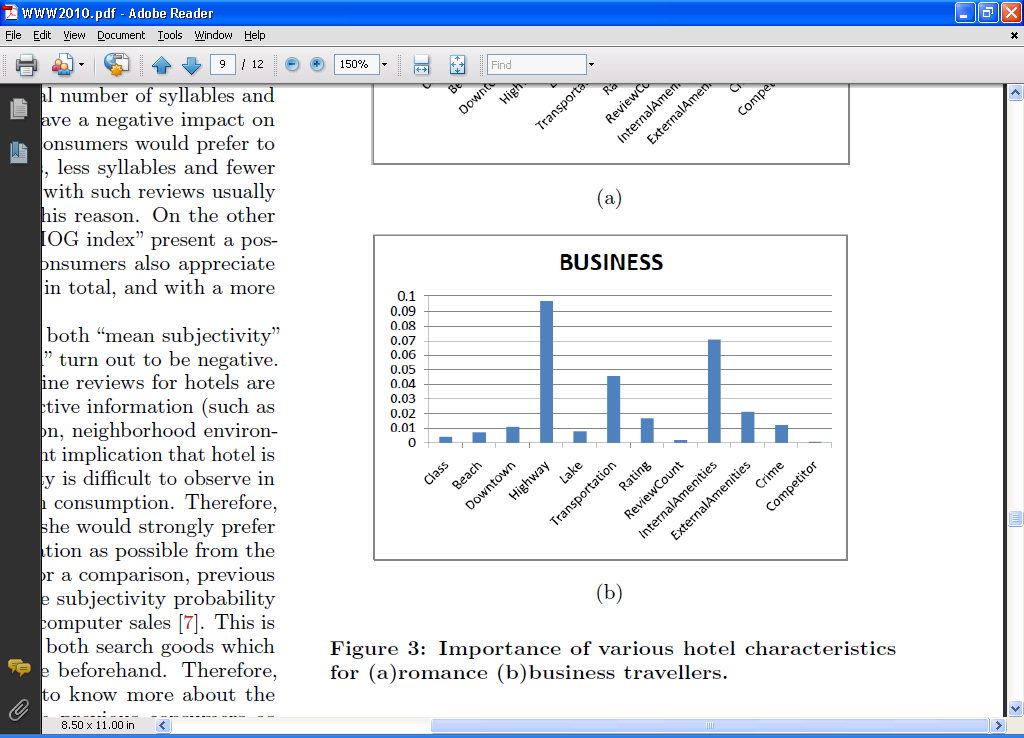 WWW2010.pdf - Adobe Reader
File Edit View Document Tools Window Help
9 / 12 150% Find
al number of syllables and
ave a negative impact on
onsumers would prefer to
, less syllables and fewer
with such reviews usually
his reason. On the other
OG index” present a pos-
onsumers also appreciate
in total, and with a more
both “mean subjectivity”
” turn out to be negative.
ine reviews for hotels are
ctive information (such as
on, neighborhood environ-
nt implication that hotel is
ty is difficult to observe in
n consumption. Therefore,
she would strongly prefer
ation as possible from the
or a comparison, previous
e subjectivity probability
computer sales [7]. This is
both search goods which
e beforehand. Therefore,
to know more about the
(a)
BUSINESS
0.1
0.09
0.08
0.07
0.06
0.05
0.04
0.03
0.02
0.01
0
Class
Beach
Downtown
Highway
Lake
Transportation
Rating
ReviewCount
InternalAmenities
ExternalAmenities
Crime
Competitor
(b)
Figure 3: Importance of various hotel characteristics
for (a)romance (b)business travellers.
8.50 x 11.00 in